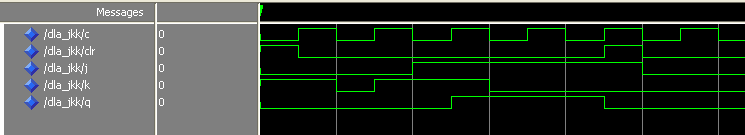 Messages
/dla_jkk/c 0
/dla_jkk/clr 0
/dla_jkk/j 0
/dla_jkk/k 0
/dla_jkk/q 0